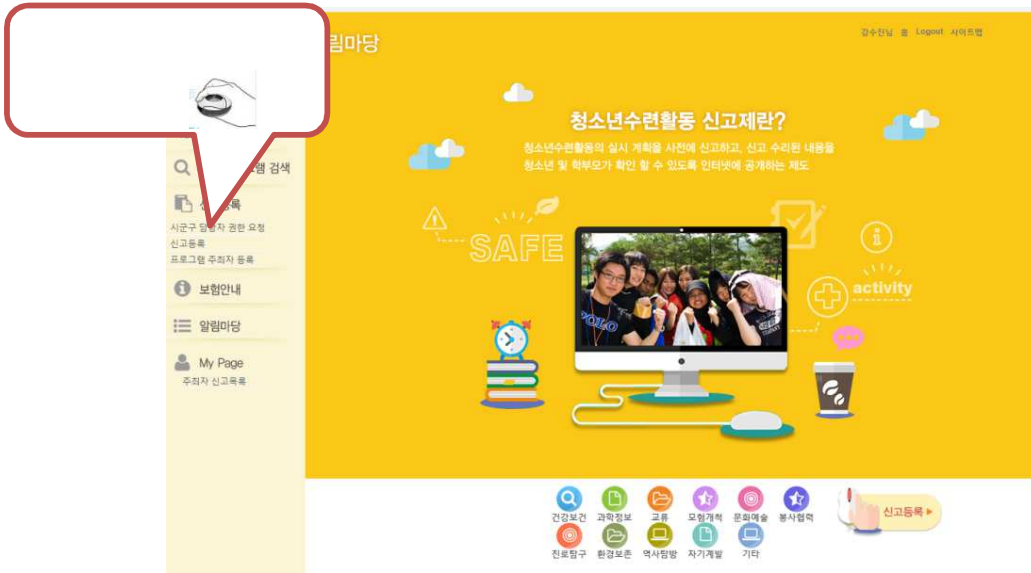 림마당
강수진님 홈 Logout 사이트맵
청소년수련활동 신고제란?
청소년수련활동의 실시 계획을 사전에 신고하고, 신고 수리된 내용을
청소년 및 학부모가 확인 할 수 있도록 인터넷에 공개하는 제도
검색
시군구 담당자 권한 요청
신고등록
프로그램 주최자 등록
보험안내
알림마당
My Page
주최자 신고목록
SAFE
activity
POLO
건강보건 과학정보 교류 모험개척 문화예술 봉사협력
신고등록
진로탐구 환경보존 역사탐방 자기계발 기타